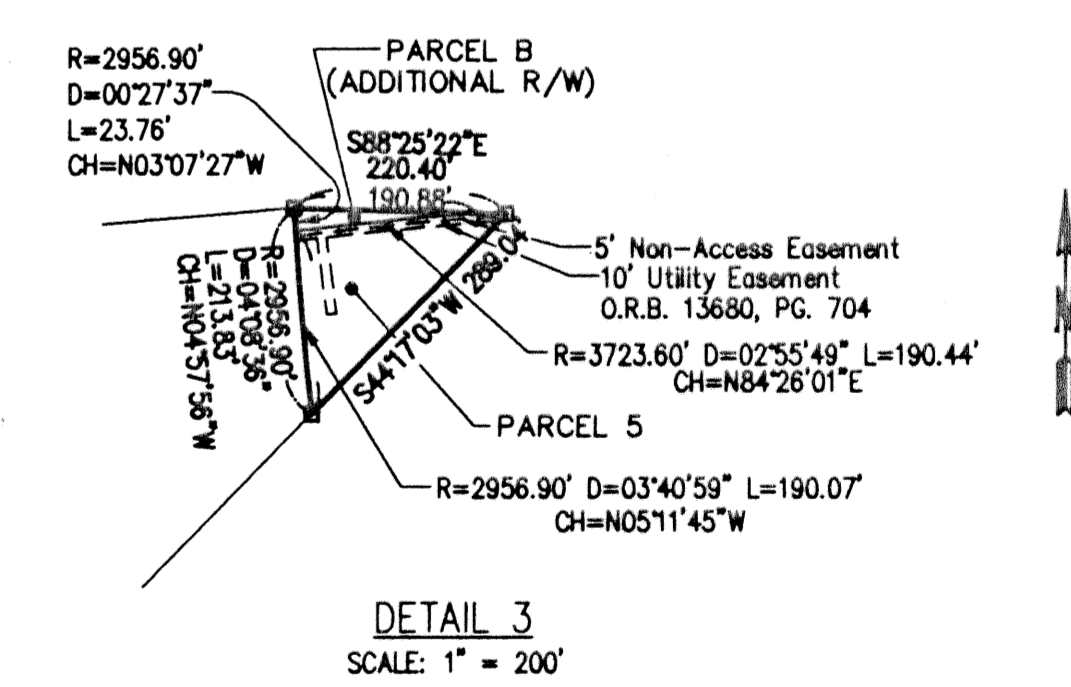 R=2956.90'
D=00°27'37"
L=23.76'
CH=N03°07'27"W
PARCEL B
(ADDITIONAL R/W)
S88°25'22"E
220.40'
190.88'
5' Non-Access Easement
10' Utility Easement
O.R.B. 13680, PG. 704
R=2956.90'
D=04°08'36"
L=213.83'
CH=N04°57'56"W
S44°17'03"W 289.04'
R=3723.60' D=02°55'49" L=190.44'
CH=N84°26'01"E
PARCEL 5
R=2956.90' D=03°40'59" L=190.07'
CH=N05°11'45"W
N
DETAIL 3
SCALE: 1" = 200'